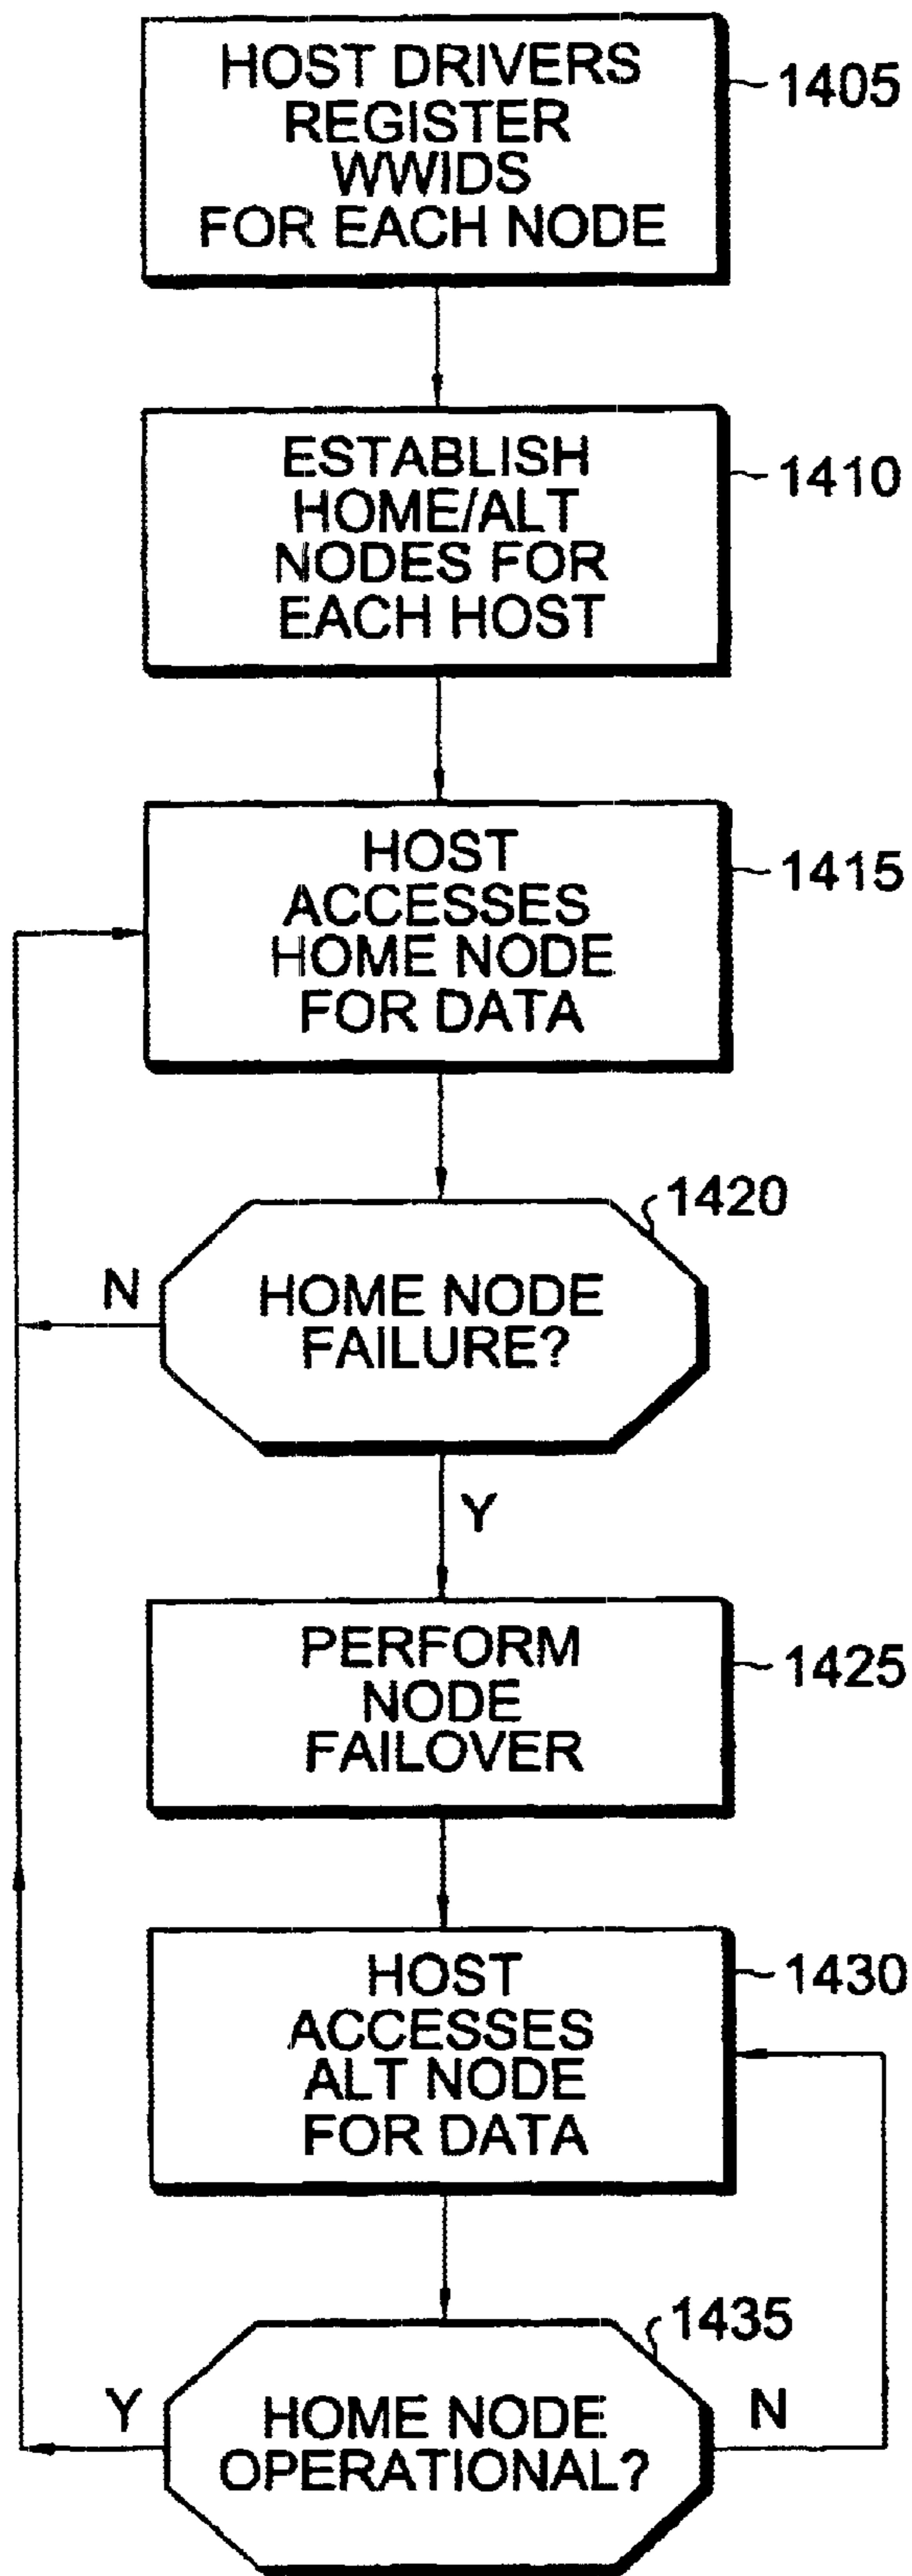 HOST DRIVERS
REGISTER
WWIDS
FOR EACH NODE
1405
ESTABLISH
HOME/ALT
NODES FOR
EACH HOST
1410
HOST
ACCESSES
HOME NODE
FOR DATA
1415
1420
HOME NODE
FAILURE?
N
Y
PERFORM
NODE
FAILOVER
1425
HOST
ACCESSES
ALT NODE
FOR DATA
1430
1435
HOME NODE
OPERATIONAL?
Y
N